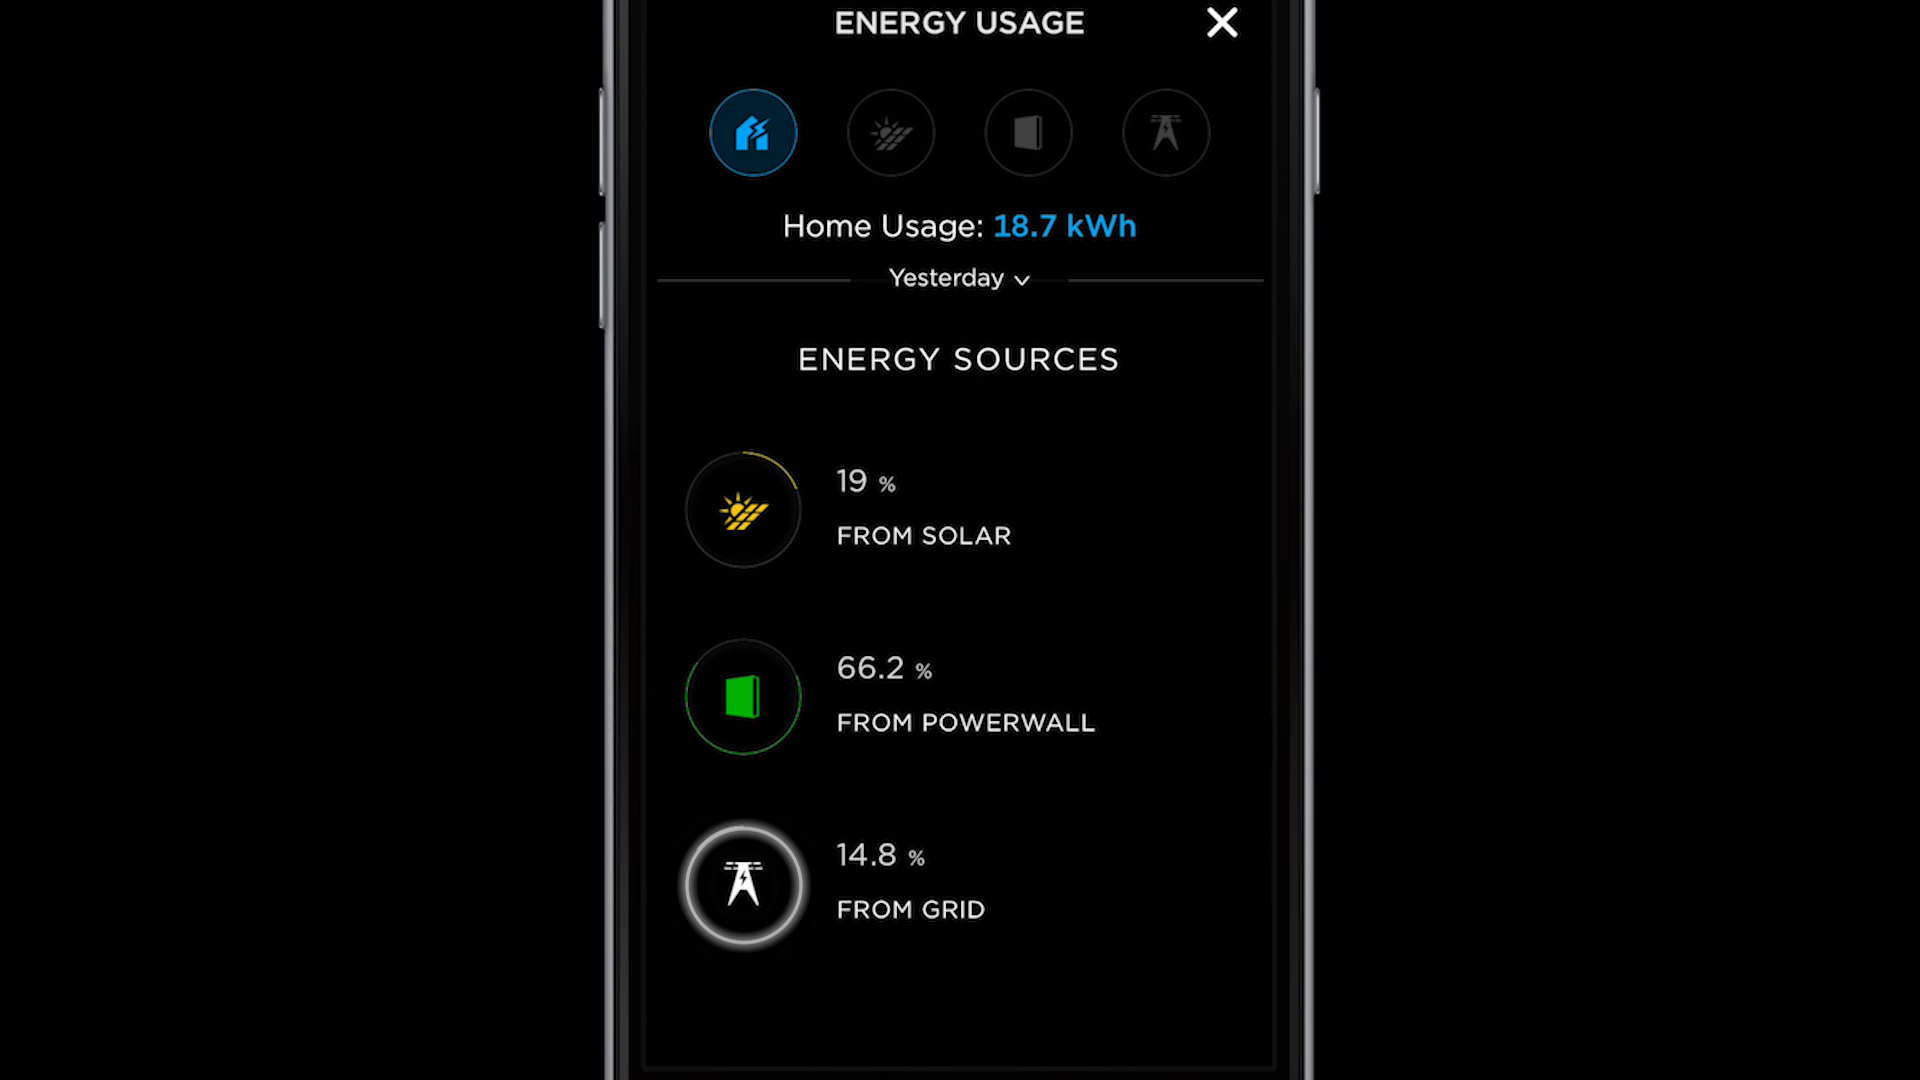 ENERGY USAGE
Home Usage: 18.7 kWh
Yesterday
ENERGY SOURCES
19 %
FROM SOLAR
66.2 %
FROM POWERWALL
14.8 %
FROM GRID